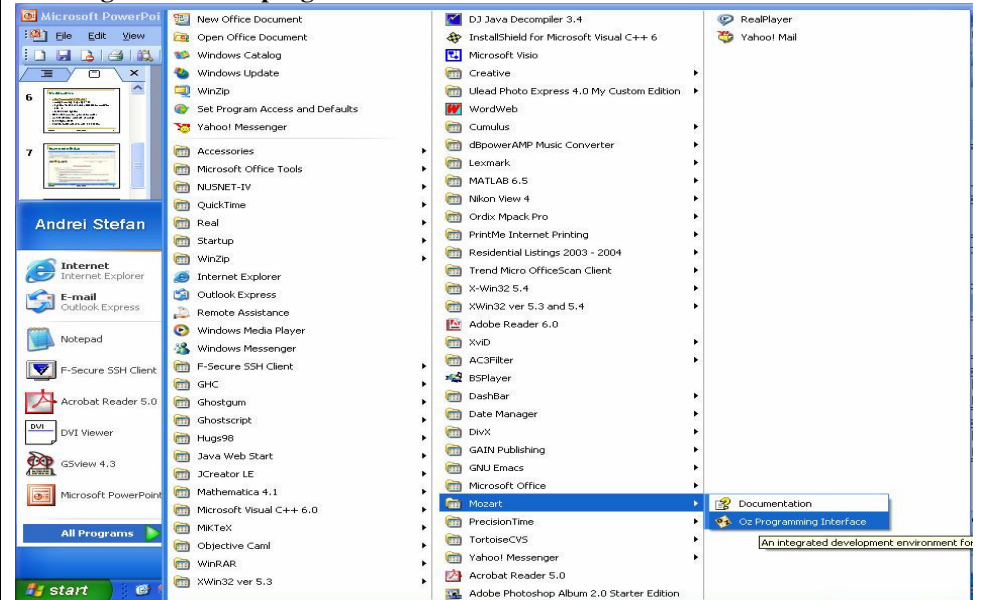 Microsoft PowerPoi
File Edit View
6
7
Andrei Stefan
Internet
Internet Explorer
E-mail
Outlook Express
Notepad
F-Secure SSH Client
Acrobat Reader 5.0
DVI Viewer
GSview 4.3
Microsoft PowerPoint
All Programs
start
New Office Document
Open Office Document
Windows Catalog
Windows Update
WinZip
Set Program Access and Defaults
Yahoo! Messenger
Accessories
Microsoft Office Tools
NUSNET-IV
QuickTime
Real
Startup
WinZip
Internet Explorer
Outlook Express
Remote Assistance
Windows Media Player
Windows Messenger
F-Secure SSH Client
GHC
Ghostgum
Ghostscript
Hugs98
Java Web Start
JCreator LE
Mathematica 4.1
Microsoft Visual C++ 6.0
MiKTeX
Objective Caml
WinRAR
XWin32 ver 5.3
DJ Java Decompiler 3.4
InstallShield for Microsoft Visual C++ 6
Microsoft Visio
Creative
Ulead Photo Express 4.0 My Custom Edition
WordWeb
Cumulus
dBpowerAMP Music Converter
Lexmark
MATLAB 6.5
Nikon View 4
Ordix Mpack Pro
PrintMe Internet Printing
Residential Listings 2003 - 2004
Trend Micro OfficeScan Client
X-Win32 5.4
XWin32 ver 5.3 and 5.4
Adobe Reader 6.0
XviD
AC3Filter
BSPlayer
DashBar
Date Manager
DivX
GAIN Publishing
GNU Emacs
Microsoft Office
Mozart
PrecisionTime
TortoiseCVS
Yahoo! Messenger
Acrobat Reader 5.0
Adobe Photoshop Album 2.0 Starter Edition
RealPlayer
Yahoo! Mail
Documentation
Oz Programming Interface
An integrated development environment for